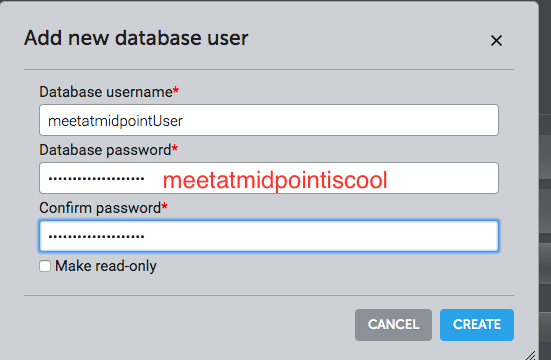 Add new database user ×
Database username*
meetatmidpointUser
Database password*
•••••••••••••••••••• meetatmidpointiscool
Confirm password*
••••••••••••••••••••
Make read-only
CANCEL CREATE